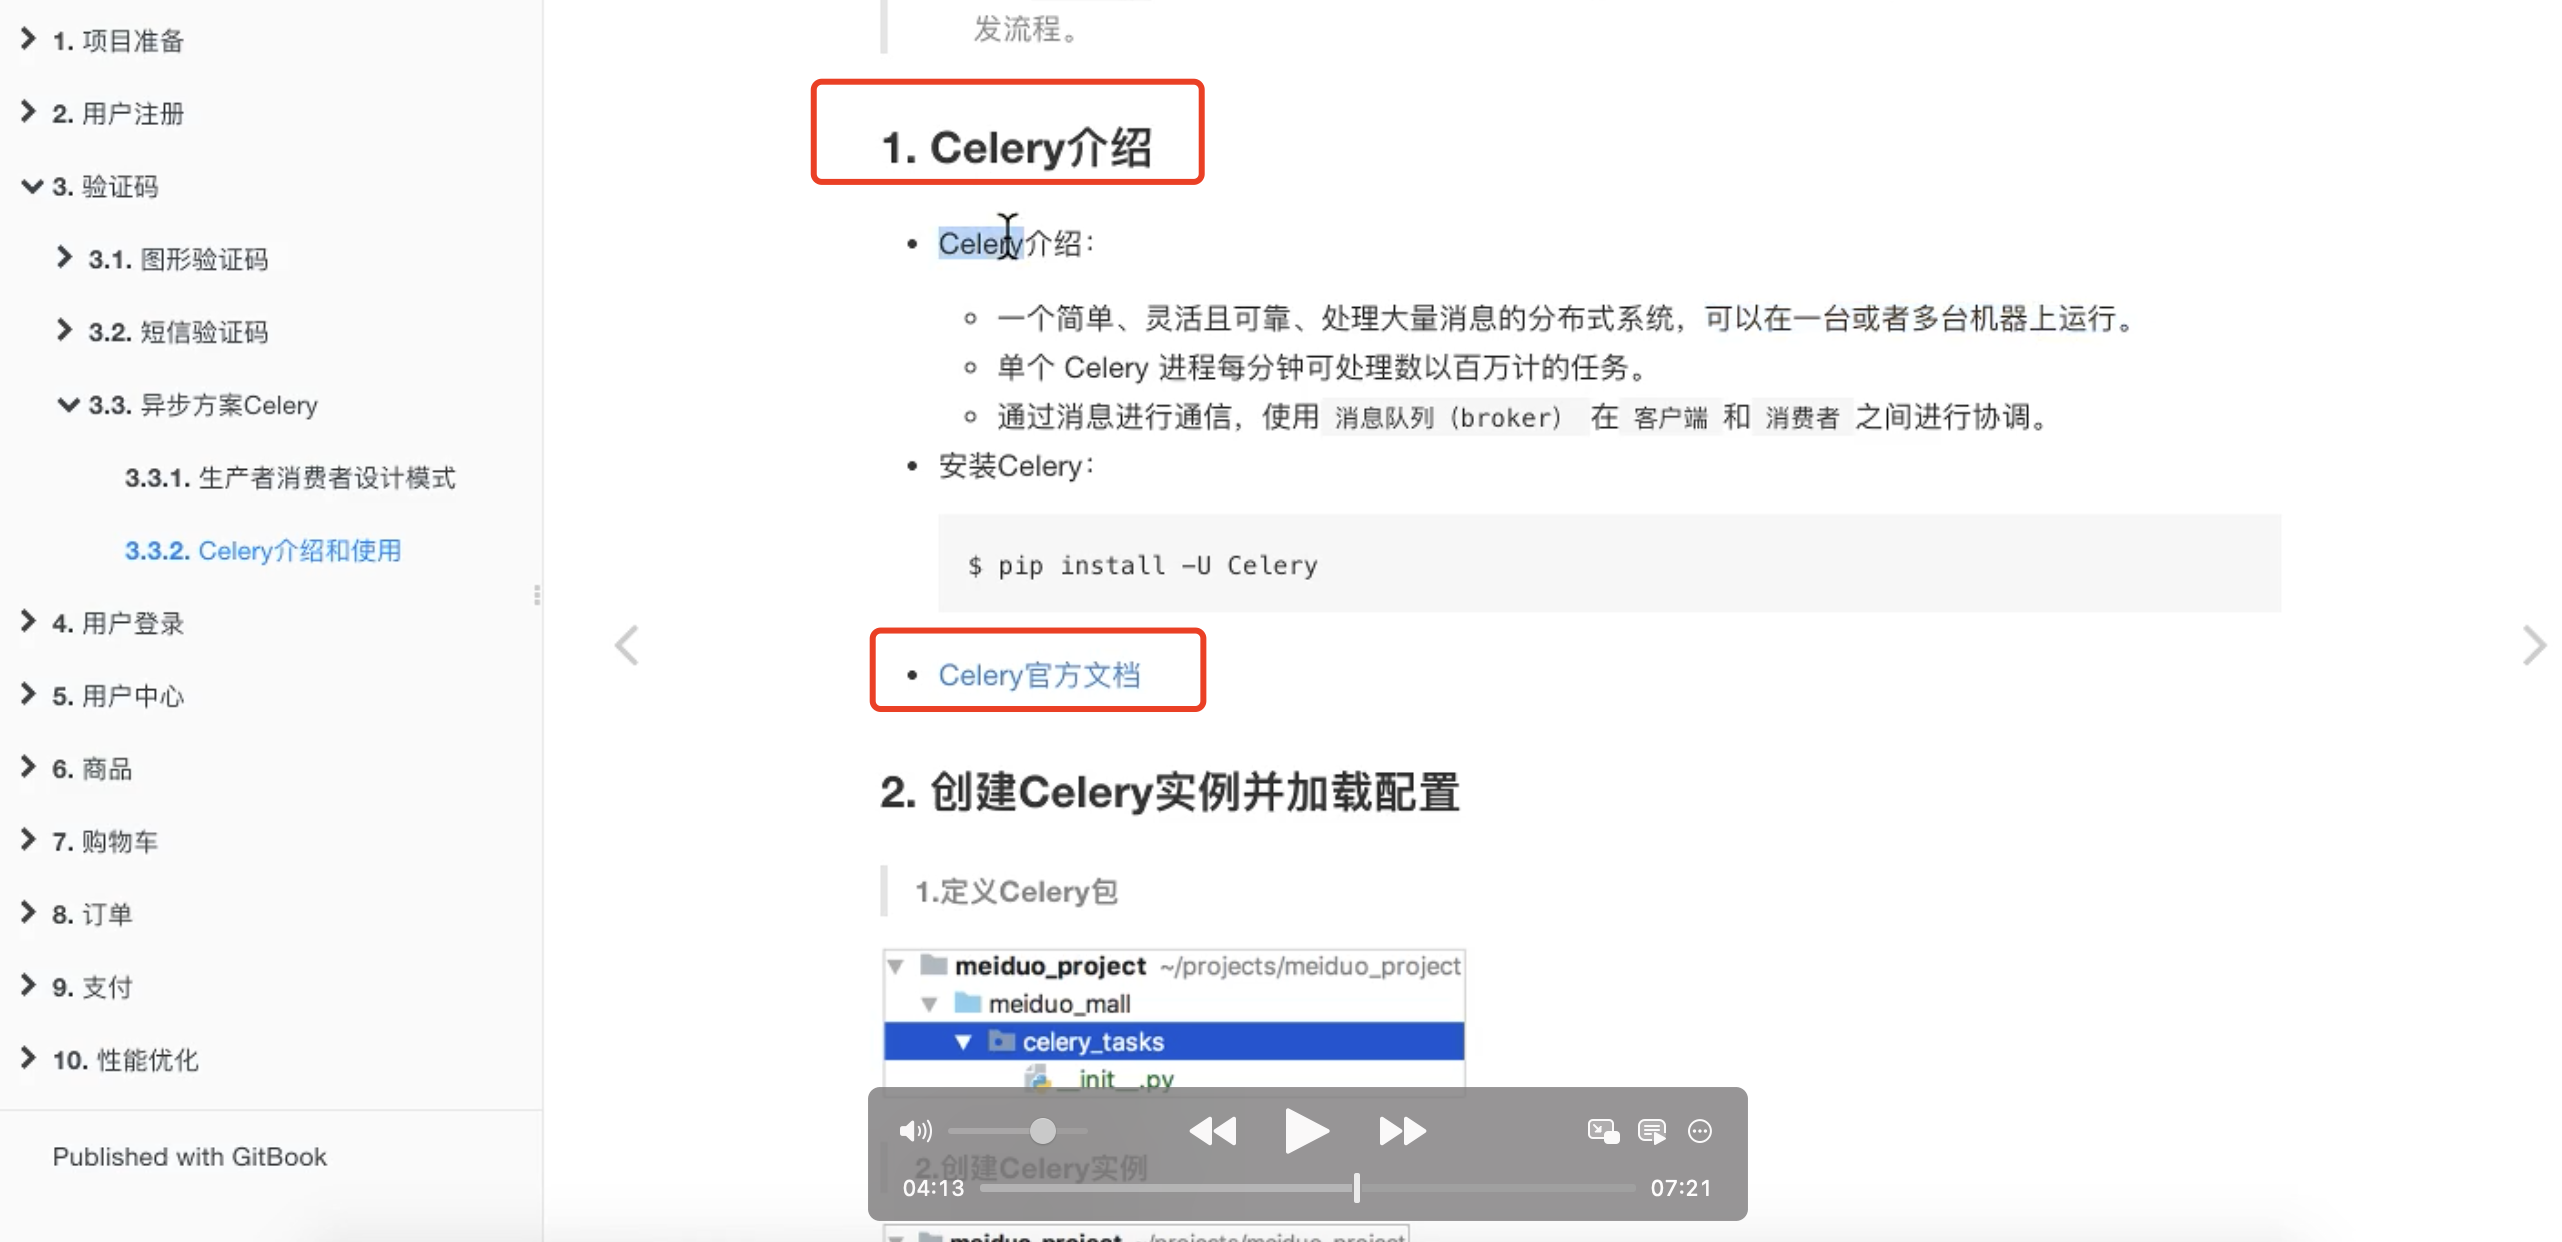 1. 项目准备
2. 用户注册
3. 验证码
3.1. 图形验证码
3.2. 短信验证码
3.3. 异步方案Celery
3.3.1. 生产者消费者设计模式
3.3.2. Celery介绍和使用
4. 用户登录
5. 用户中心
6. 商品
7. 购物车
8. 订单
9. 支付
10. 性能优化
Published with GitBook
发流程。
1. Celery介绍
Celery介绍：
一个简单、灵活且可靠、处理大量消息的分布式系统，可以在一台或者多台机器上运行。
单个 Celery 进程每分钟可处理数以百万计的任务。
通过消息进行通信，使用 消息队列（broker） 在 客户端 和 消费者 之间进行协调。
安装Celery：
$ pip install -U Celery
Celery官方文档
2. 创建Celery实例并加载配置
1.定义Celery包
meiduo_project ~/projects/meiduo_project
meiduo_mall
celery_tasks
__init__.py
2.创建Celery实例
04:13
07:21
meiduo_project ~/projects/meiduo_project